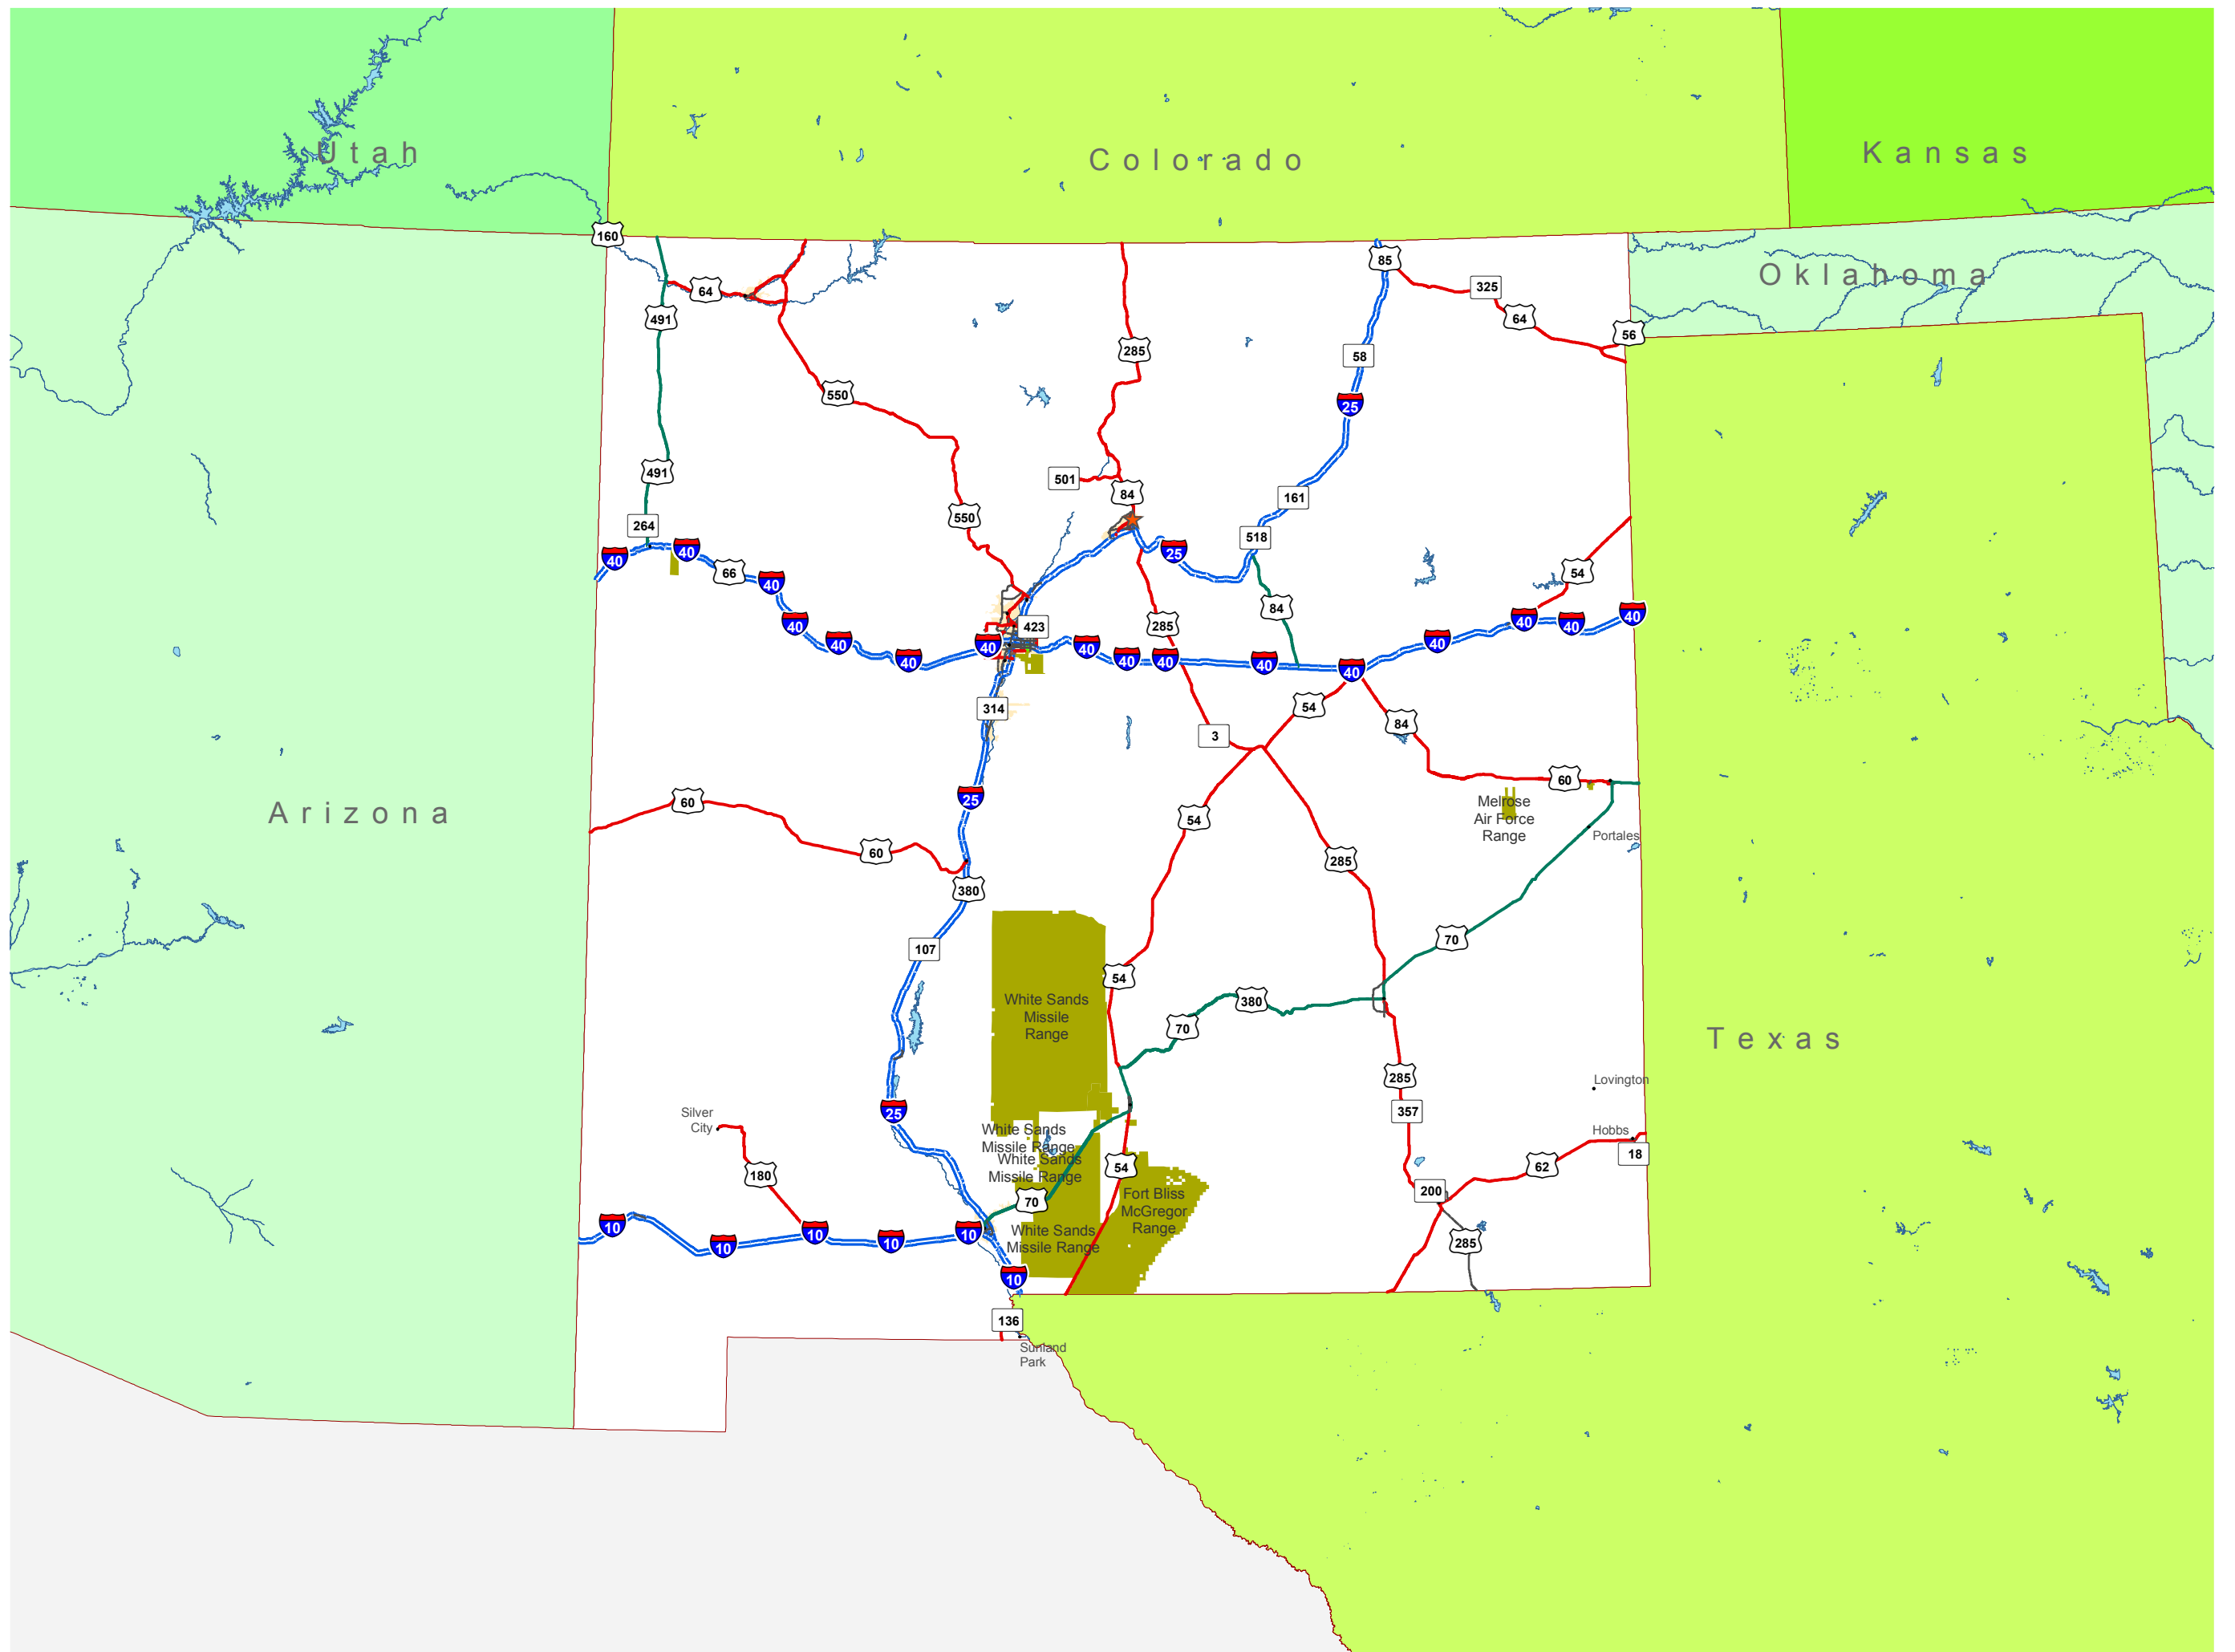 Utah
Colorado
Kansas
160
85
Oklahoma
64
325
491
64
56
285
58
550
25
491
501
84
161
550
264
518
40
40
25
66
54
40
84
40
40
40
285
423
40
40
40
40
40
40
40
40
40
40
54
314
84
3
60
25
60
Arizona
Melrose
Air Force
Range
54
Portales
60
285
380
70
107
54
White Sands
Missile
Range
380
70
Texas
285
Lovington
25
357
Silver
City
White Sands
Missile Range
Hobbs
18
White Sands
Missile Range
54
62
180
200
70
Fort Bliss
McGregor
Range
10
10
10
10
10
White Sands
Missile Range
285
10
136
Sunland
Park